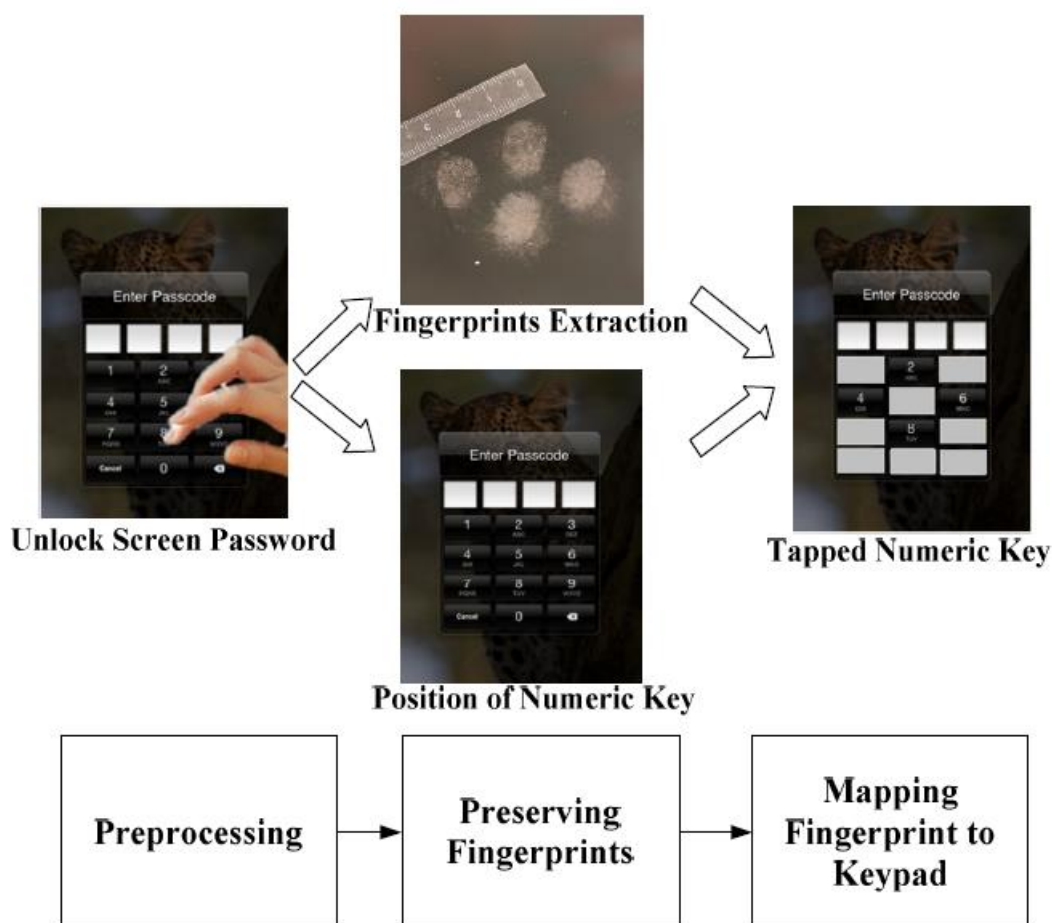 Fingerprints Extraction
Enter Passcode
1 2
4 5
7 8 9
Cancel 0
Unlock Screen Password
Enter Passcode
1 2 3
ABC DEF
4 5 6
7 8 9
Cancel 0
Position of Numeric Key
Enter Passcode
2
4 6
8
Tapped Numeric Key
Preprocessing
Preserving
Fingerprints
Mapping
Fingerprint to
Keypad